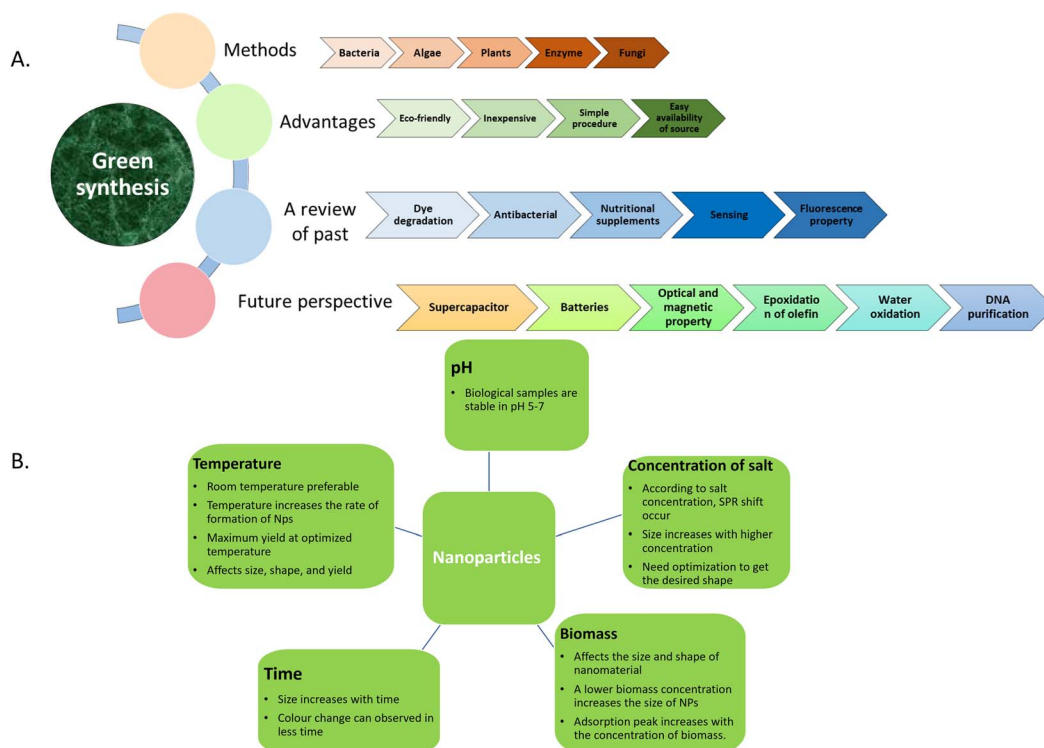 A.
Green
synthesis
Methods
Bacteria
Algae
Plants
Enzyme
Fungi
Advantages
Eco-friendly
Inexpensive
Simple
procedure
Easy
availability
of source
A review
of past
Dye
degradation
Antibacterial
Nutritional
supplements
Sensing
Fluorescence
property
Future perspective
Supercapacitor
Batteries
Optical and
magnetic
property
Epoxidatio
n of olefin
Water
oxidation
DNA
purification
B.
pH
• Biological samples are
stable in pH 5-7
Temperature
• Room temperature preferable
• Temperature increases the rate of
formation of Nps
• Maximum yield at optimized
temperature
• Affects size, shape, and yield
Concentration of salt
• According to salt
concentration, SPR shift
occur
• Size increases with higher
concentration
• Need optimization to get
the desired shape
Nanoparticles
Time
• Size increases with time
• Colour change can observed in
less time
Biomass
• Affects the size and shape of
nanomaterial
• A lower biomass concentration
increases the size of NPs
• Adsorption peak increases with
the concentration of biomass.